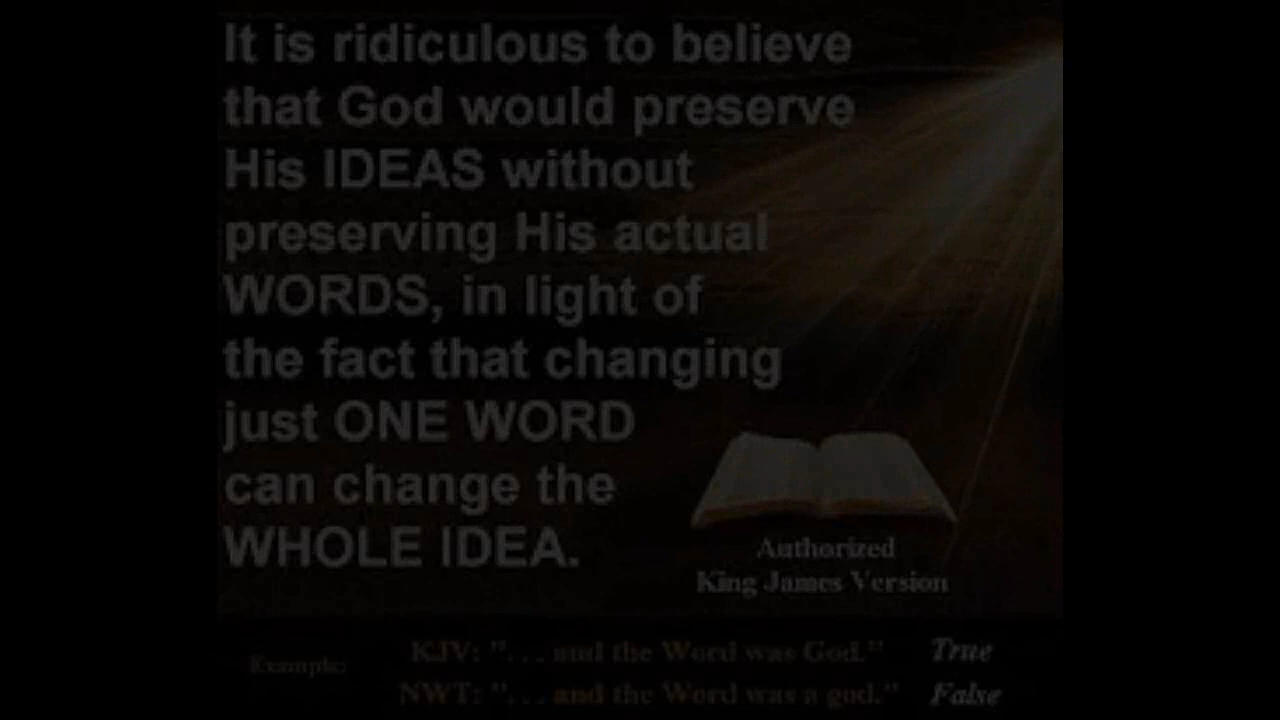 It is ridiculous to believe
that God would preserve
His IDEAS without
preserving His actual
WORDS, in light of
the fact that changing
just ONE WORD
can change the
WHOLE IDEA.
Authorized
King James Version
Example:
KJV: ". . . and the Word was God." True
NWT: ". . . and the Word was a god." False